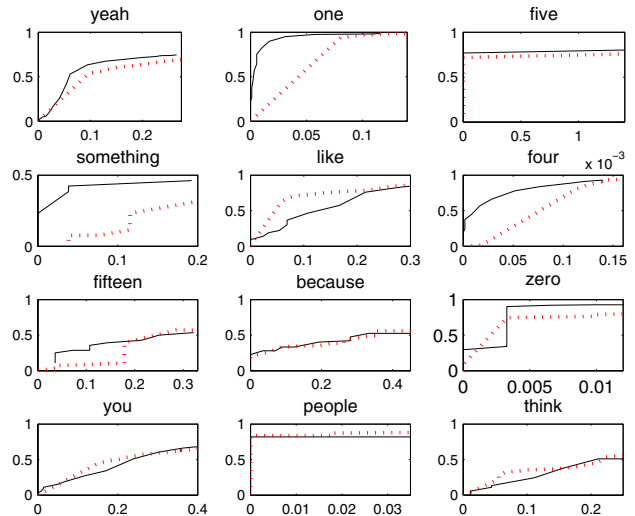 yeah one five
1 1 1
0.5 0.5 0.5
0 0 0
0 0.1 0.2 0 0.05 0.1 0 0.5 1
something like four x 10⁻³
0.5 1 1
0.5 0.5
0 0 0
0 0.1 0.2 0 0.1 0.2 0.3 0 0.05 0.1 0.15
fifteen because zero
1 1 1
0.5 0.5 0.5
0 0 0
0 0.1 0.2 0.3 0 0.2 0.4 0 0.005 0.01
you people think
1 1 1
0.5 0.5 0.5
0 0 0
0 0.2 0.4 0 0.01 0.02 0.03 0 0.1 0.2